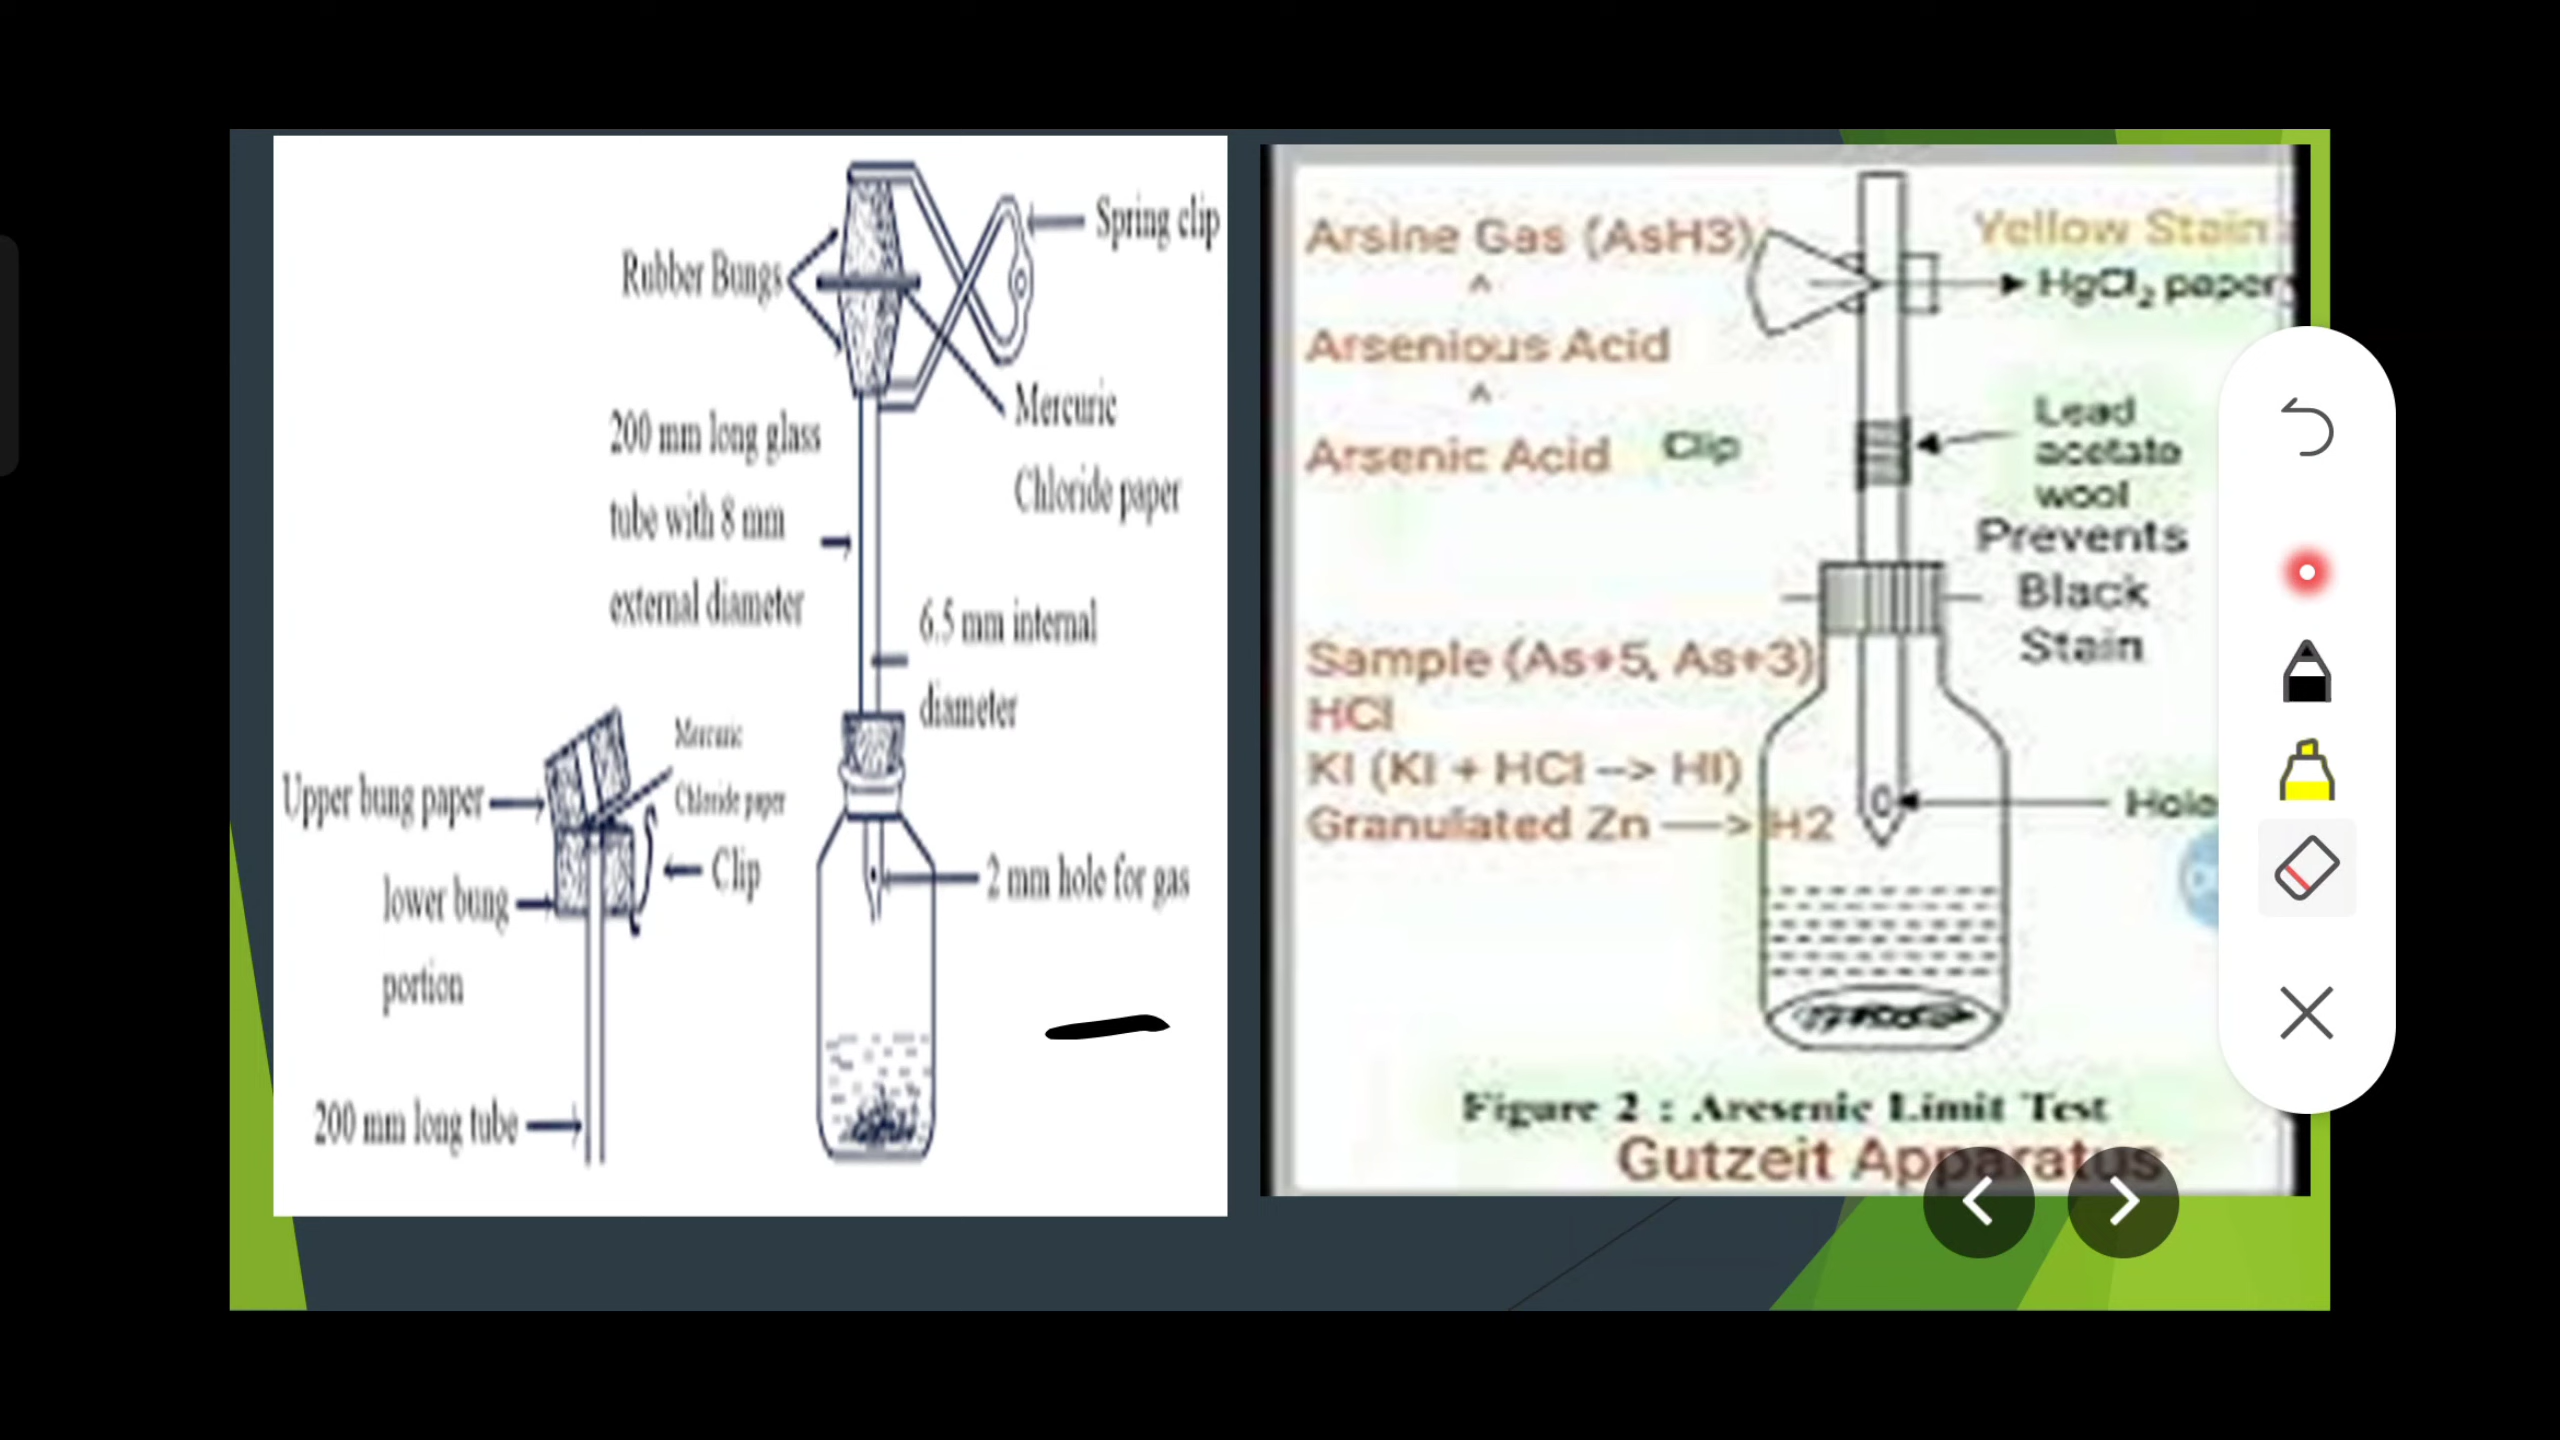 Spring clip
Rubber Bungs
Mercuric
Chloride paper
200 mm long glass
tube with 8 mm
external diameter
6.5 mm internal
diameter
Mercuric
Chloride paper
Upper bung paper
Clip
lower bung
portion
2 mm hole for gas
200 mm long tube
Arsine Gas (AsH3)
^
Arsenious Acid
^
Arsenic Acid
Clip
Yellow Stain
HgCl₂ paper
Lead
acetate
wool
Prevents
Black
Stain
Sample (As+5, As+3)
HCl
KI (KI + HCl --> HI)
Granulated Zn —> H2
Hole
Figure 2 : Aresenic Limit Test
Gutzeit Apparatus